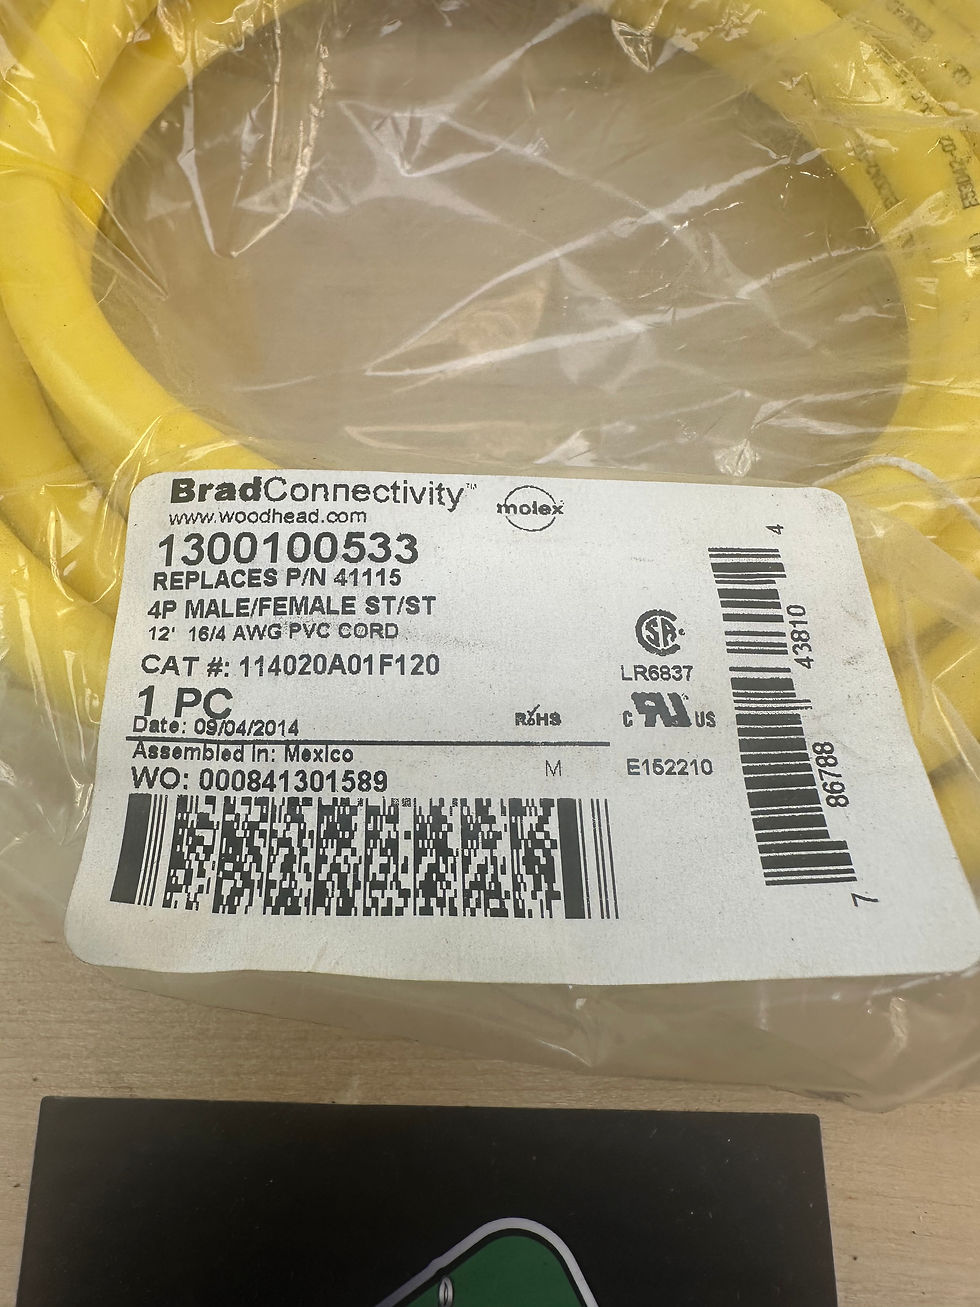 BradConnectivity™
molex
www.woodhead.com
1300100533
REPLACES P/N 41115
4P MALE/FEMALE ST/ST
12' 16/4 AWG PVC CORD
CAT #: 114020A01F120
1 PC
Date: 09/04/2014
RoHS
Assembled in: Mexico
M
WO: 000841301589
CSA
LR6837
C RU US
E152210
7 86788 43810 4